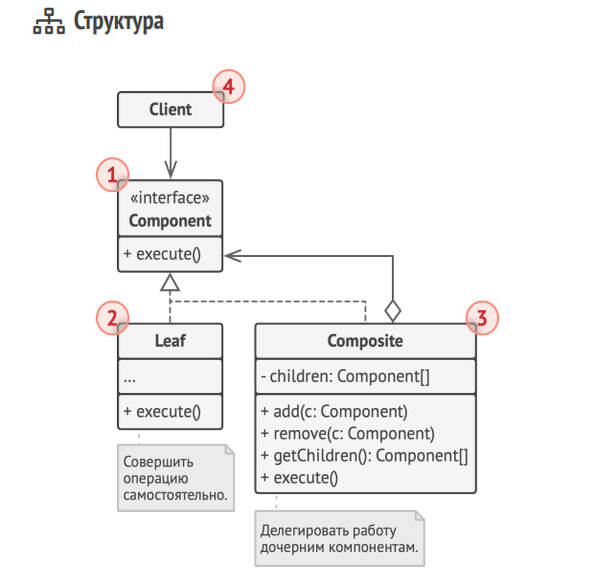 Структура
4
Client
1
«interface»
Component
+ execute()
2
Leaf
...
+ execute()
Совершить
операцию
самостоятельно.
3
Composite
- children: Component[]
+ add(c: Component)
+ remove(c: Component)
+ getChildren(): Component[]
+ execute()
Делегировать работу
дочерним компонентам.